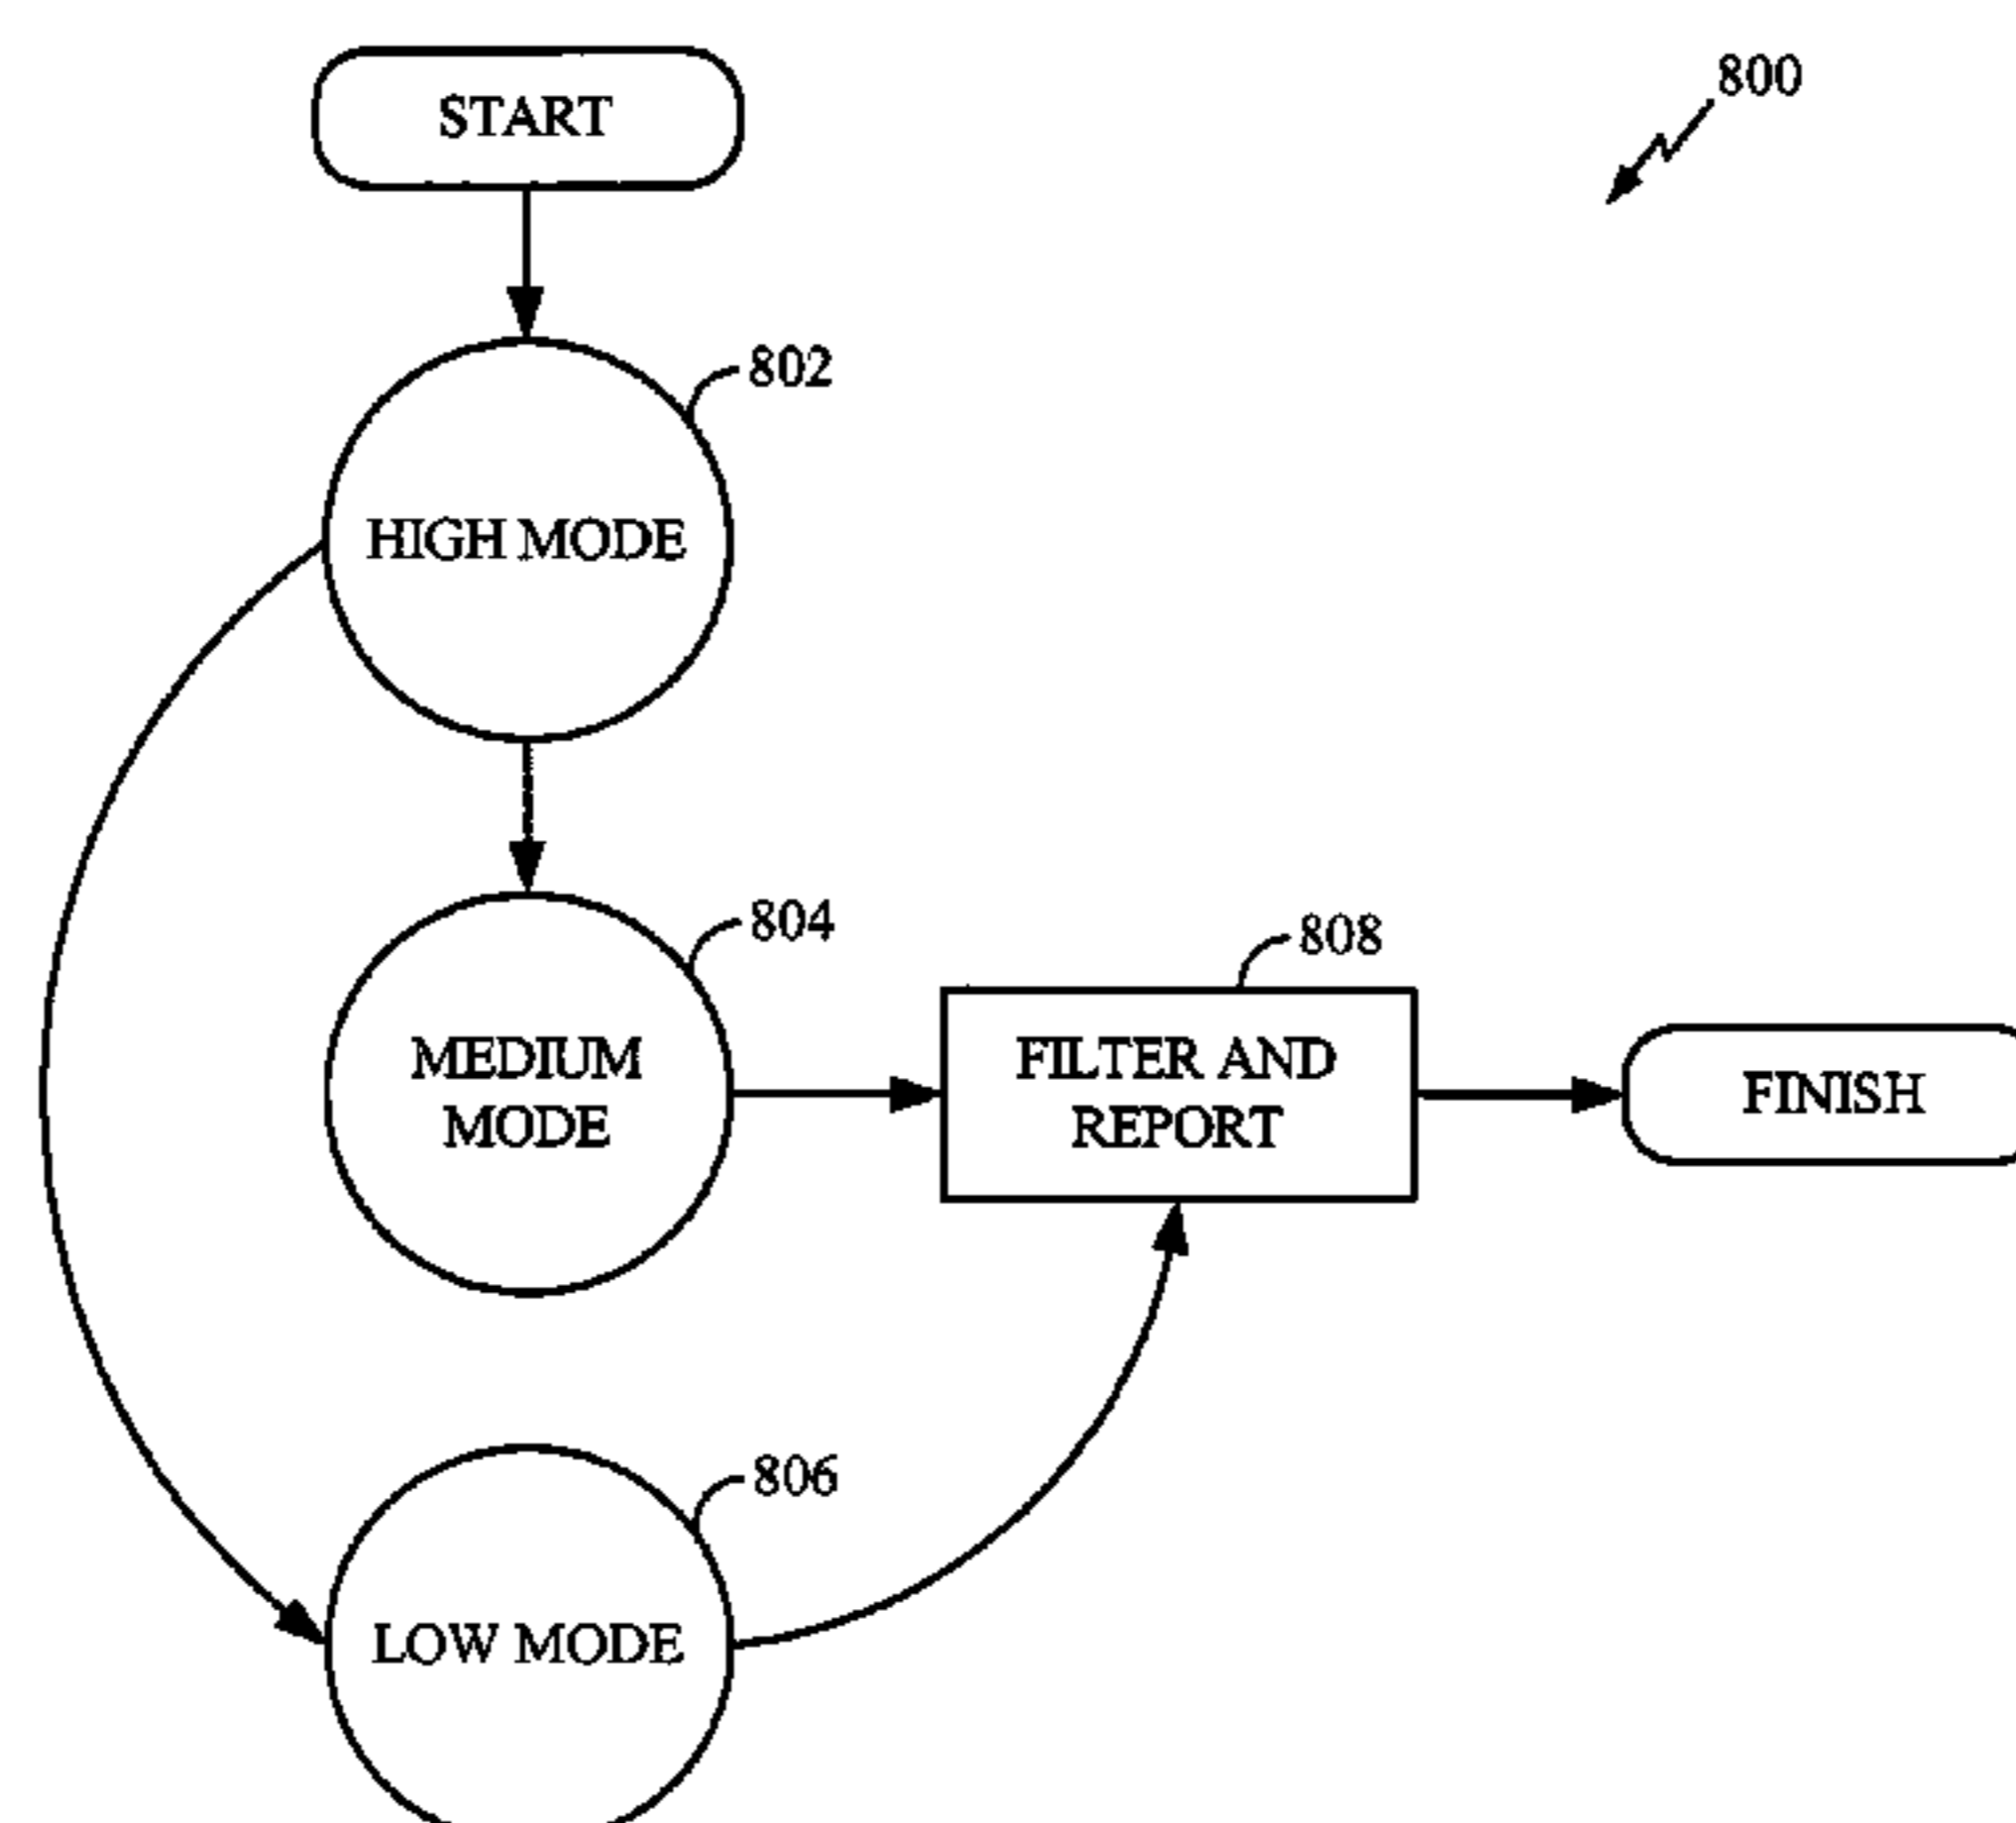 START
800
802
HIGH MODE
804
MEDIUM
MODE
808
FILTER AND
REPORT
FINISH
806
LOW MODE